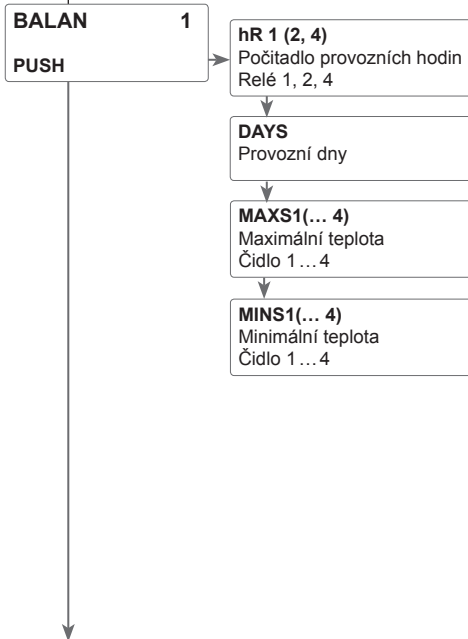 BALAN 1
PUSH
hR 1 (2, 4)
Počitadlo provozních hodin
Relé 1, 2, 4
DAYS
Provozní dny
MAXS1(… 4)
Maximální teplota
Čidlo 1 … 4
MINS1(… 4)
Minimální teplota
Čidlo 1 … 4